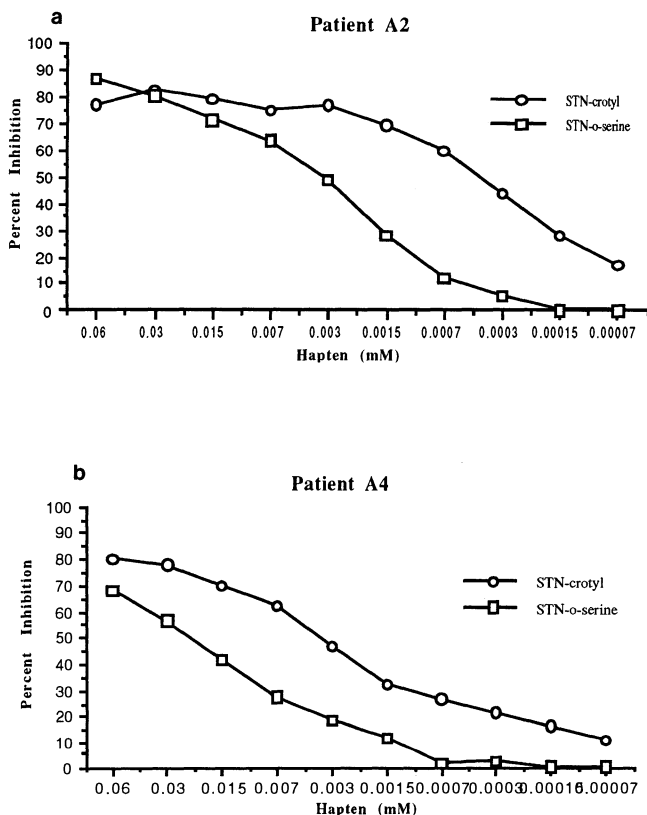 a
Patient A2
100
90
80
70
60
50
40
30
20
10
0
Percent Inhibition
STN-crotyl
STN-o-serine
0.06 0.03 0.015 0.007 0.003 0.0015 0.0007 0.0003 0.00015 0.00007
Hapten (mM)
b
Patient A4
100
90
80
70
60
50
40
30
20
10
0
Percent Inhibition
STN-crotyl
STN-o-serine
0.06 0.03 0.015 0.007 0.003 0.0015 0.0007 0.0003 0.00015 0.00007
Hapten (mM)